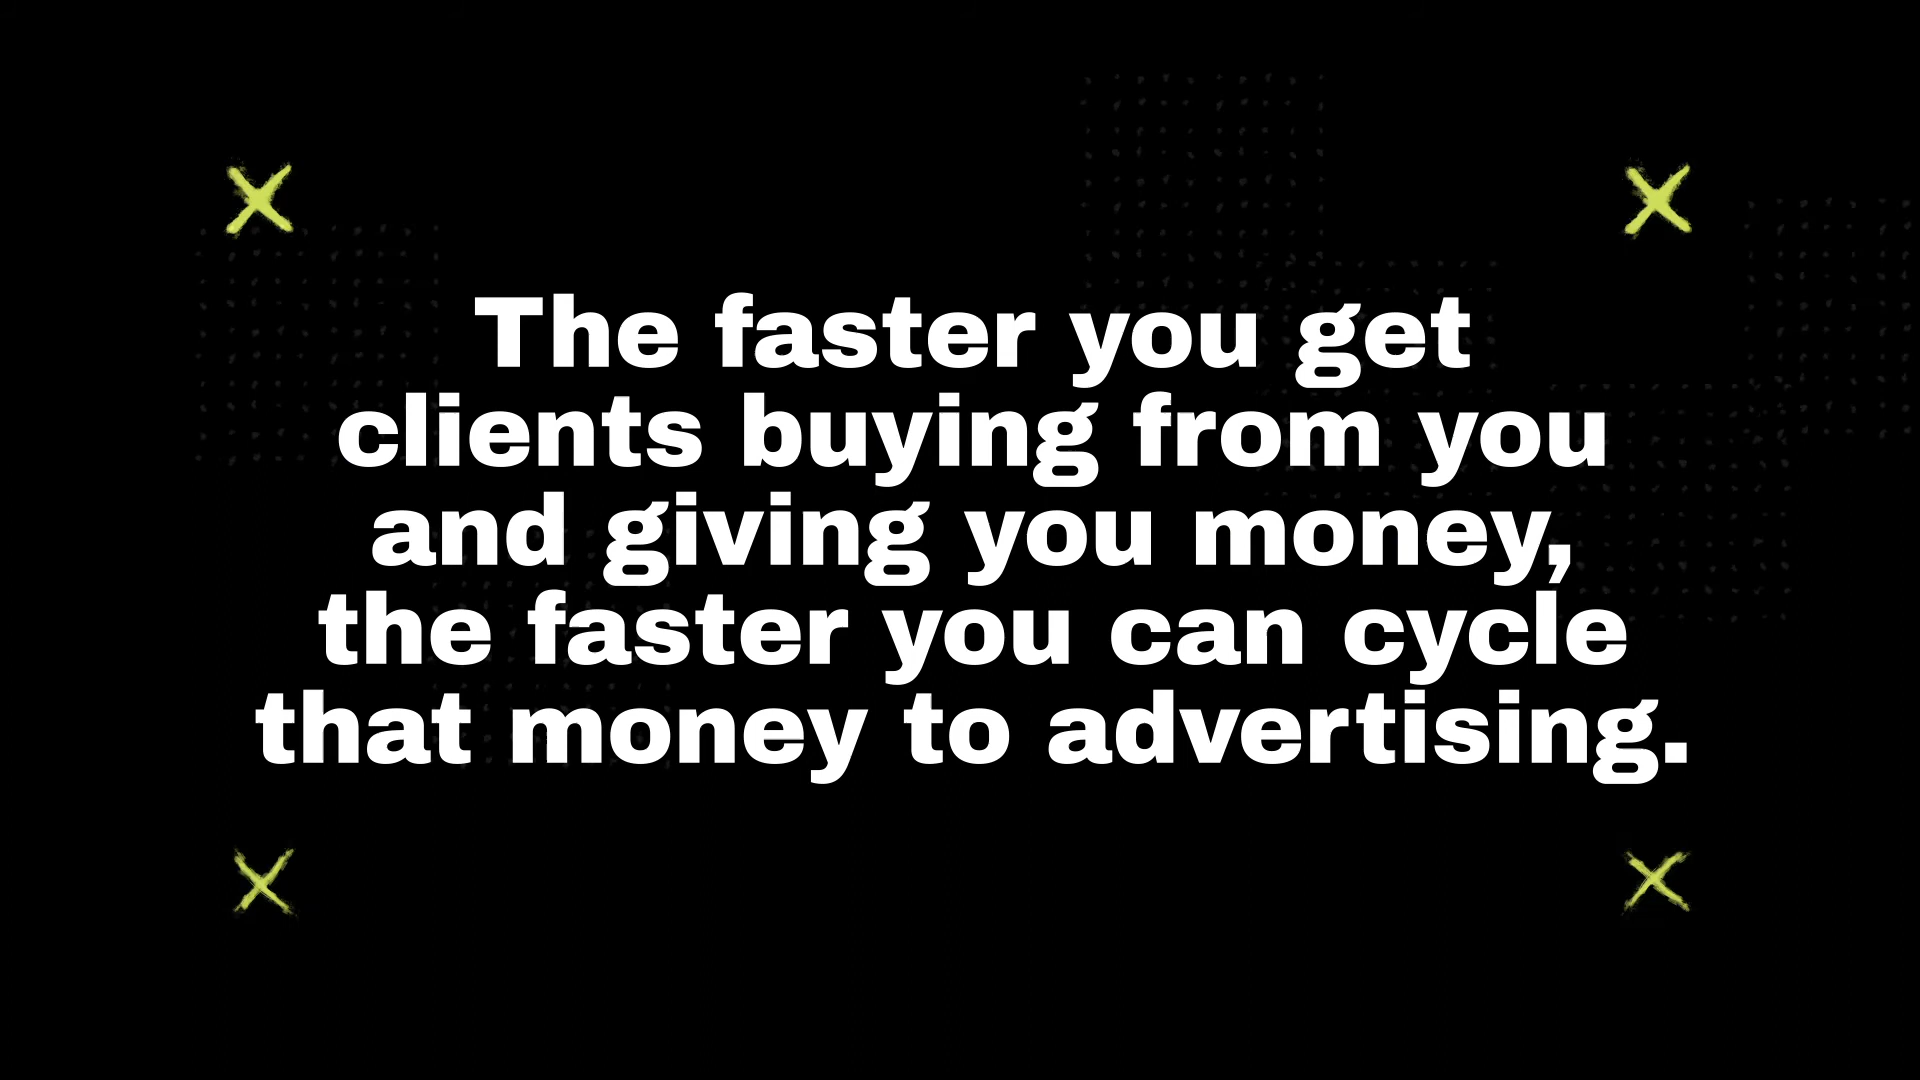 The faster you get
clients buying from you
and giving you money,
the faster you can cycle
that money to advertising.